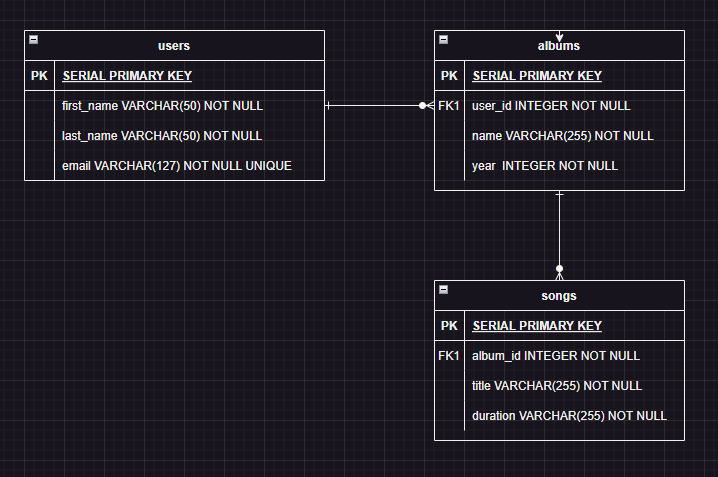 users
PK SERIAL PRIMARY KEY
first_name VARCHAR(50) NOT NULL
last_name VARCHAR(50) NOT NULL
email VARCHAR(127) NOT NULL UNIQUE
albums
PK SERIAL PRIMARY KEY
FK1 user_id INTEGER NOT NULL
name VARCHAR(255) NOT NULL
year INTEGER NOT NULL
songs
PK SERIAL PRIMARY KEY
FK1 album_id INTEGER NOT NULL
title VARCHAR(255) NOT NULL
duration VARCHAR(255) NOT NULL